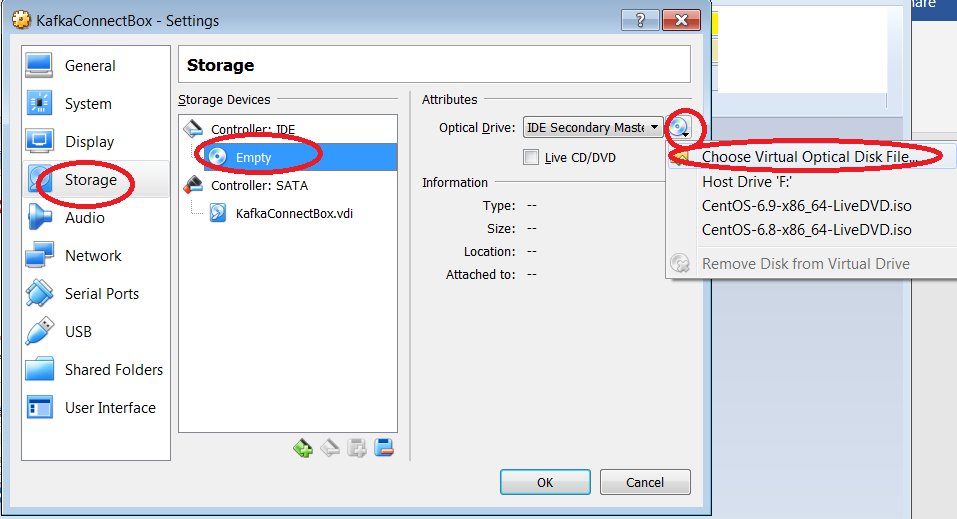 KafkaConnectBox - Settings
?
General
System
Display
Storage
Audio
Network
Serial Ports
USB
Shared Folders
User Interface
Storage
Storage Devices
Controller: IDE
Empty
Controller: SATA
KafkaConnectBox.vdi
Attributes
Optical Drive: IDE Secondary Maste
Live CD/DVD
Information
Type: --
Size: --
Location: --
Attached to: --
Choose Virtual Optical Disk File...
Host Drive 'F:'
CentOS-6.9-x86_64-LiveDVD.iso
CentOS-6.8-x86_64-LiveDVD.iso
Remove Disk from Virtual Drive
OK
Cancel